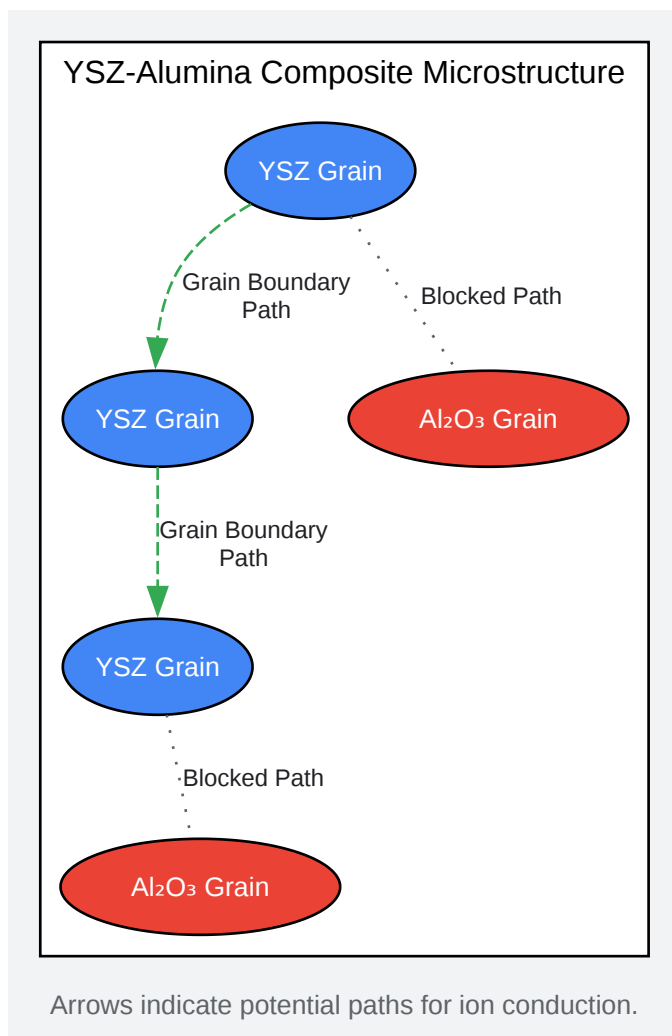 YSZ-Alumina Composite Microstructure
YSZ Grain
Grain Boundary
Path
Blocked Path
YSZ Grain
Al₂O₃ Grain
Grain Boundary
Path
YSZ Grain
Blocked Path
Al₂O₃ Grain
Arrows indicate potential paths for ion conduction.